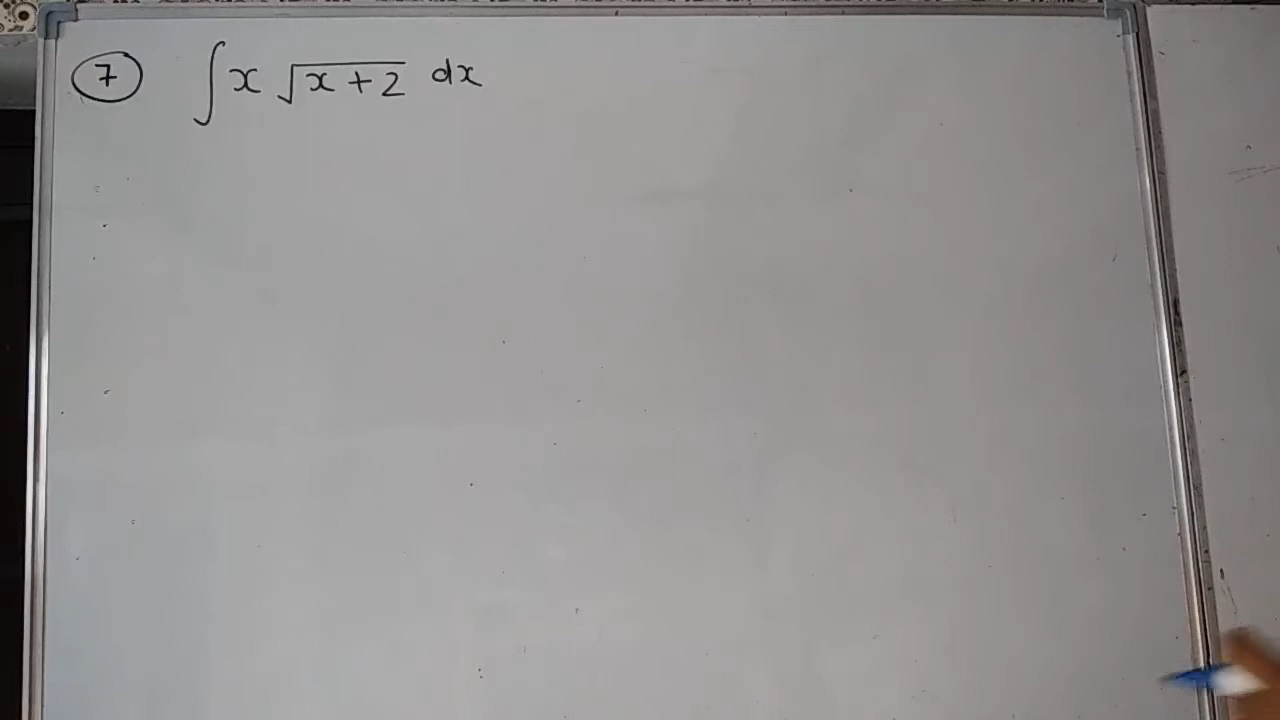 ⑦ ∫ x √(x + 2) dx